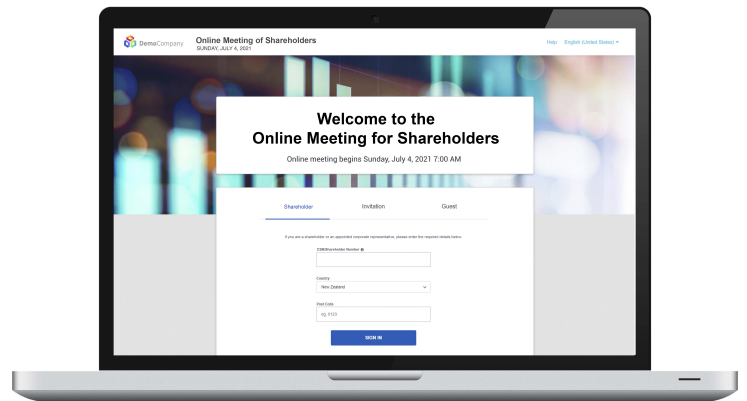 DemoCompany
Online Meeting of Shareholders
SUNDAY, JULY 4, 2021
Help English (United States)
Welcome to the
Online Meeting for Shareholders
Online meeting begins Sunday, July 4, 2021 7:00 AM
Shareholder Invitation Guest
If you are a shareholder or an appointed corporate representative, please enter the required details below.
CSN/Shareholder Number
Country
New Zealand
Post Code
eg. 0123
SIGN IN